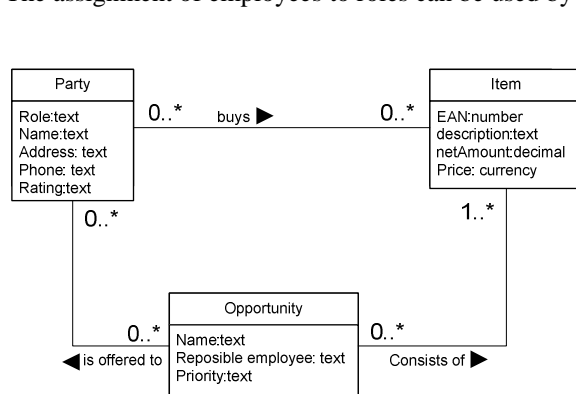 The assignment of employees to roles can be used by
Party
Role:text
Name:text
Address: text
Phone: text
Rating:text
0..*
buys ▶
0..*
Item
EAN:number
description:text
netAmount:decimal
Price: currency
0..*
1..*
Opportunity
Name:text
Reposible employee: text
Priority:text
0..*
◀ is offered to
0..*
Consists of ▶